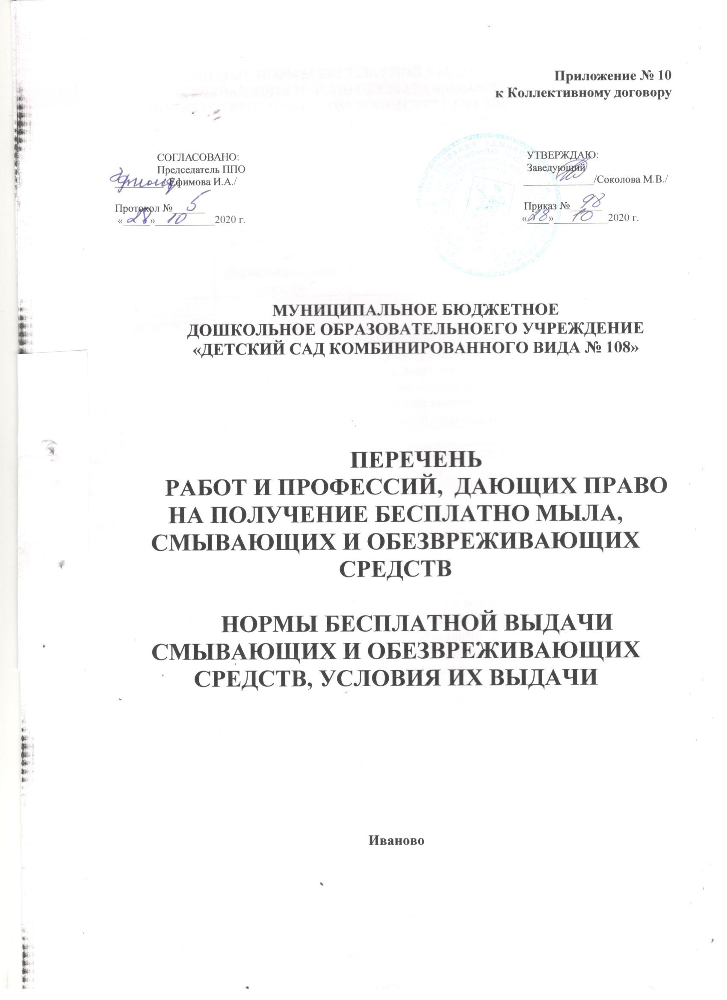 Приложение № 10
к Коллективному договору
СОГЛАСОВАНО:
Председатель ППО
/Ефимова И.А./
Протокол № 5
«28» 10 2020 г.
УТВЕРЖДАЮ:
Заведующий
/Соколова М.В./
Приказ № 98
«28» 10 2020 г.
МУНИЦИПАЛЬНОЕ БЮДЖЕТНОЕ
ДОШКОЛЬНОЕ ОБРАЗОВАТЕЛЬНОЕГО УЧРЕЖДЕНИЕ
«ДЕТСКИЙ САД КОМБИНИРОВАННОГО ВИДА № 108»
ПЕРЕЧЕНЬ
РАБОТ И ПРОФЕССИЙ, ДАЮЩИХ ПРАВО
НА ПОЛУЧЕНИЕ БЕСПЛАТНО МЫЛА,
СМЫВАЮЩИХ И ОБЕЗВРЕЖИВАЮЩИХ
СРЕДСТВ
НОРМЫ БЕСПЛАТНОЙ ВЫДАЧИ
СМЫВАЮЩИХ И ОБЕЗВРЕЖИВАЮЩИХ
СРЕДСТВ, УСЛОВИЯ ИХ ВЫДАЧИ
Иваново